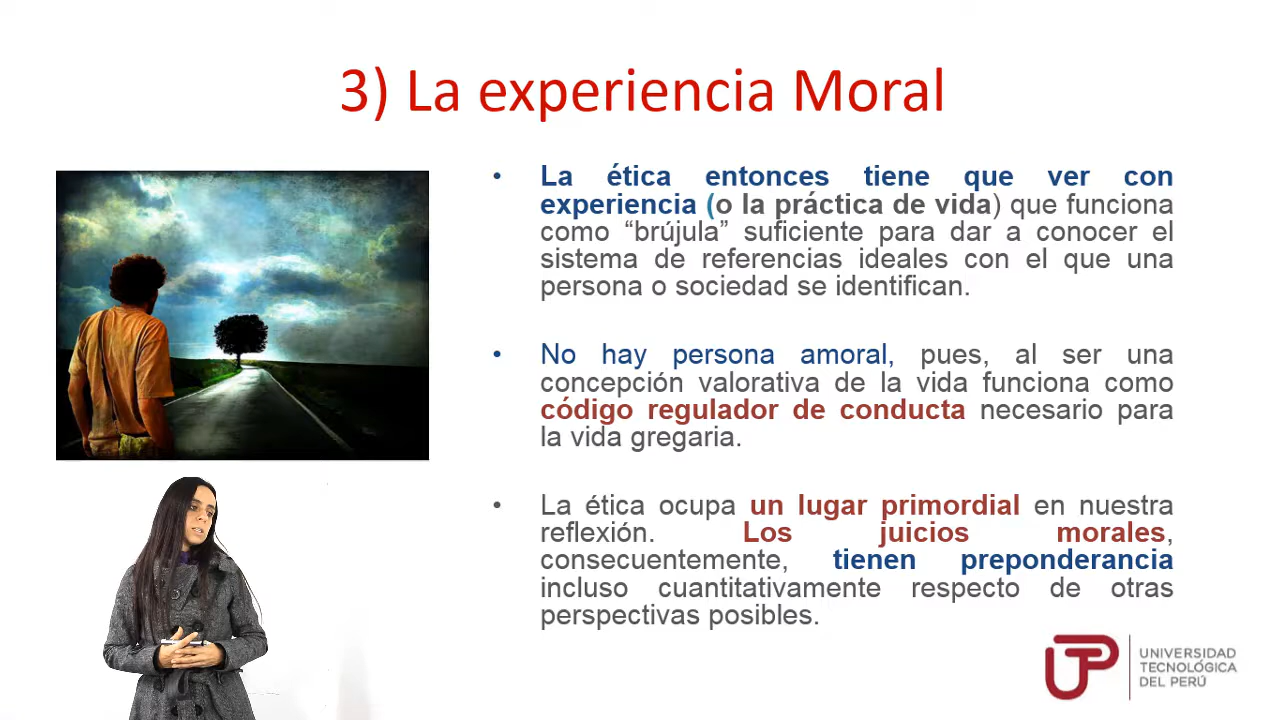 3) La experiencia Moral
• La ética entonces tiene que ver con
experiencia (o la práctica de vida) que funciona
como “brújula” suficiente para dar a conocer el
sistema de referencias ideales con el que una
persona o sociedad se identifican.
• No hay persona amoral, pues, al ser una
concepción valorativa de la vida funciona como
código regulador de conducta necesario para
la vida gregaria.
• La ética ocupa un lugar primordial en nuestra
reflexión. Los juicios morales,
consecuentemente, tienen preponderancia
incluso cuantitativamente respecto de otras
perspectivas posibles.
UTP
UNIVERSIDAD
TECNOLÓGICA
DEL PERÚ